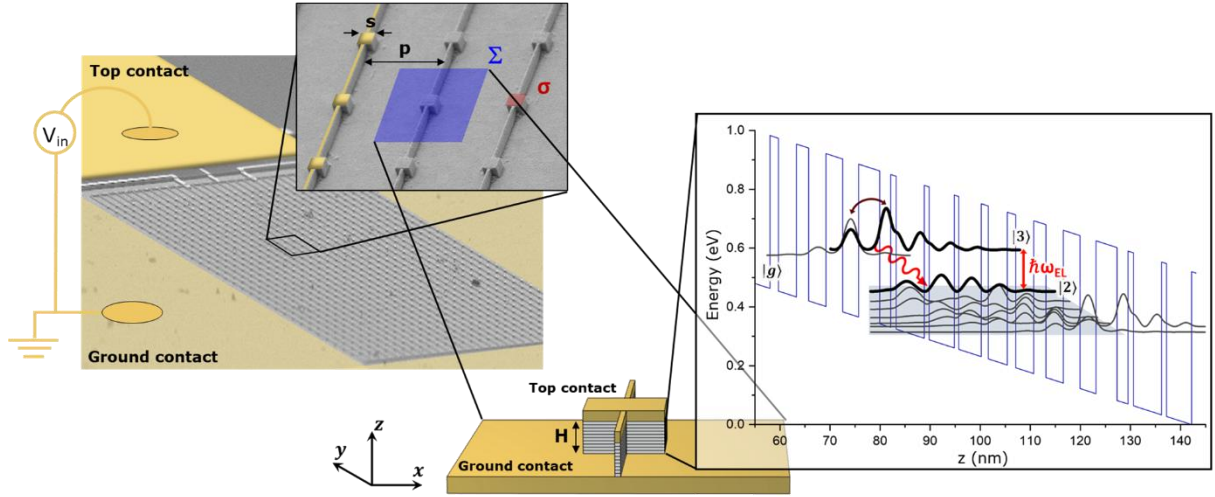 Top contact
V_in
Ground contact
s
p
Σ
σ
Top contact
H
Ground contact
z
y
x
Energy (eV)
1.0
0.8
0.6
0.4
0.2
0.0
|g⟩
|3⟩
ℏω_EL
|2⟩
60 70 80 90 100 110 120 130 140
z (nm)